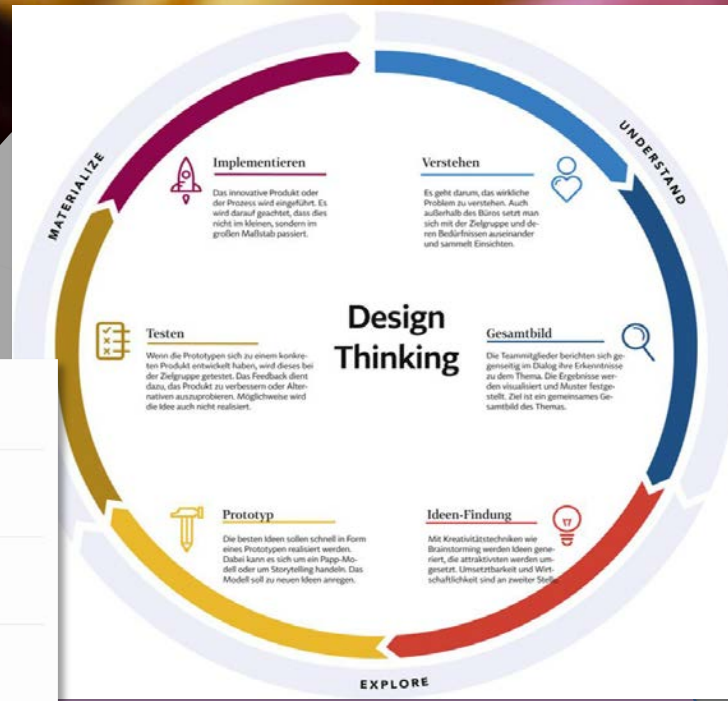 Design
Thinking
UNDERSTAND
Verstehen
Es geht darum, das wirkliche
Problem zu verstehen. Auch
außerhalb des Büros setzt man
sich mit der Zielgruppe und de-
ren Bedürfnissen auseinander
und sammelt Einsichten.
Gesamtbild
Die Teammitglieder berichten sich ge-
genseitig im Dialog ihre Erkenntnisse
zu dem Thema. Die Ergebnisse wer-
den visualisiert und Muster festge-
stellt. Ziel ist ein gemeinsames Ge-
samtbild des Themas.
EXPLORE
Ideen-Findung
Mit Kreativitätstechniken wie
Brainstorming werden Ideen gene-
riert, die attraktivsten werden um-
gesetzt. Umsetztbarkeit und Wirt-
schaftlichkeit sind an zweiter Stelle.
Prototyp
Die besten Ideen sollen schnell in Form
eines Prototypen realisiert werden.
Dabei kann es sich um ein Papp-Mo-
dell oder um Storytelling handeln. Das
Modell soll zu neuen Ideen anregen.
MATERIALIZE
Testen
Wenn die Prototypen sich zu einem konkre-
ten Produkt entwickelt haben, wird dieses bei
der Zielgruppe getestet. Das Feedback dient
dazu, das Produkt zu verbessern oder Alter-
nativen auszuprobieren. Möglichweise wird
die Idee auch nicht realisiert.
Implementieren
Das innovative Produkt oder
der Prozess wird eingeführt. Es
wird darauf geachtet, dass dies
nicht im kleinen, sondern im
großen Maßstab passiert.